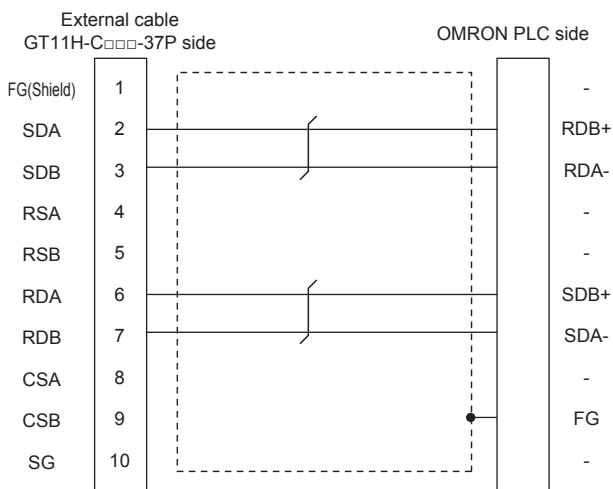 External cable
GT11H-C□□□-37P side
OMRON PLC side
FG(Shield) 1 -
SDA 2 RDB+
SDB 3 RDA-
RSA 4 -
RSB 5 -
RDA 6 SDB+
RDB 7 SDA-
CSA 8 -
CSB 9 FG
SG 10 -